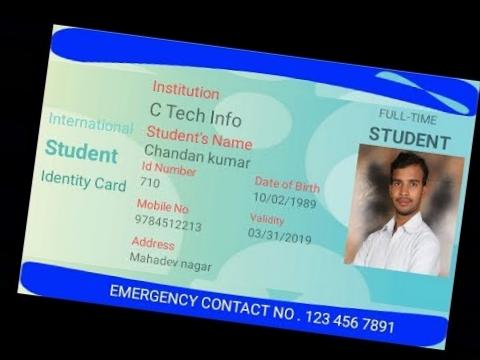 Institution
C Tech Info
FULL-TIME
STUDENT
International
Student
Identity Card
Student's Name
Chandan kumar
Id Number
710
Date of Birth
10/02/1989
Mobile No
9784512213
Validity
03/31/2019
Address
Mahadev nagar
EMERGENCY CONTACT NO . 123 456 7891